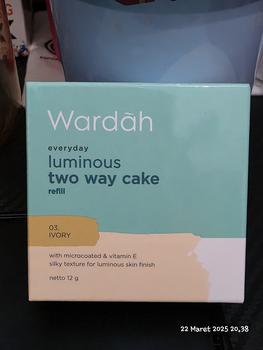 Wardah
everyday
luminous
two way cake
refill
03.
IVORY
with microcoated & vitamin E
silky texture for luminous skin finish
netto 12 g
22 Maret 2025 20,38